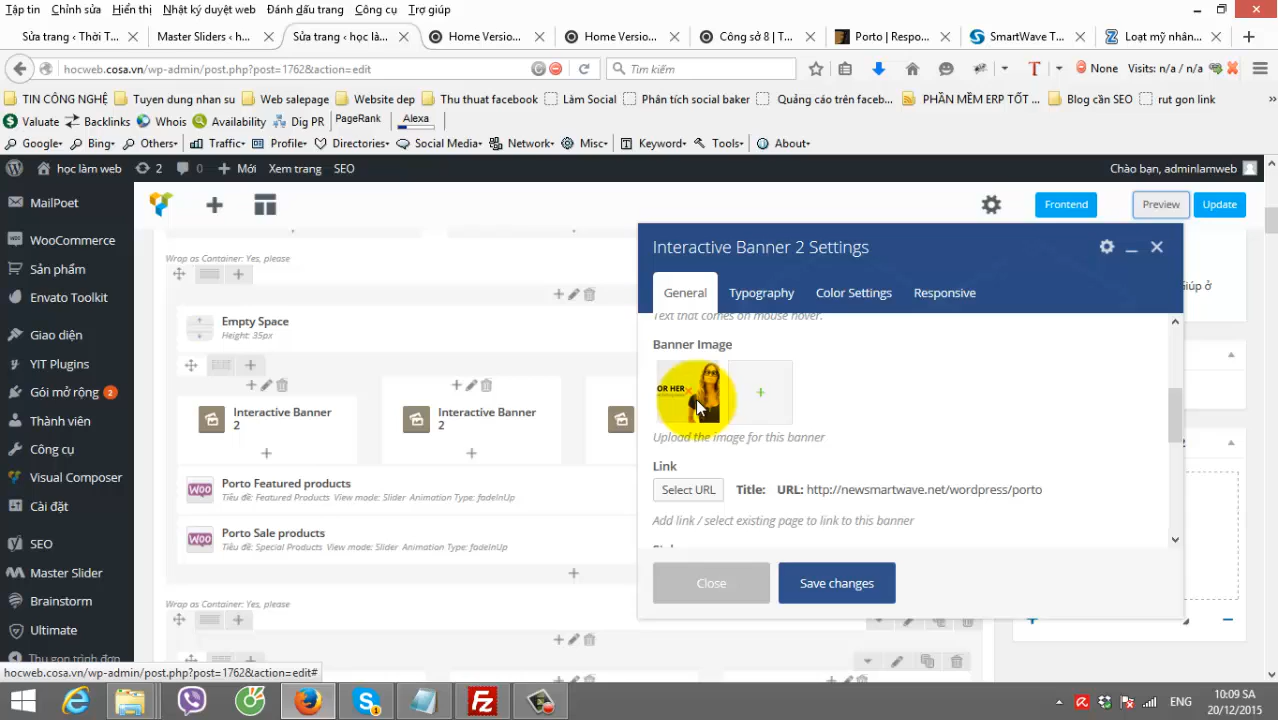 Tập tin Chỉnh sửa Hiển thị Nhật ký duyệt web Đánh dấu trang Công cụ Trợ giúp
Sửa trang ‹ Thời T... Master Sliders ‹ h... Sửa trang ‹ học là... Home Versio... Home Versio... Công sở 8 | T... Porto | Respo... SmartWave T... Loạt mỹ nhân...
hocweb.cosa.vn/wp-admin/post.php?post=1762&action=edit Tìm kiếm None Visits: n/a / n/a
TIN CÔNG NGHỆ Tuyen dung nhan su Web salepage Website dep Thu thuat facebook Làm Social Phân tích social baker Quảng cáo trên faceb... PHẦN MỀM ERP TỐT ... Blog cần SEO rut gon link
Valuate Backlinks Whois Availability Dig PR PageRank Alexa
Google Bing Others Traffic Profile Directories Social Media Network Misc Keyword Tools About
học làm web 2 0 Mới Xem trang SEO Chào bạn, adminlamweb
MailPoet
WooCommerce
Sản phẩm
Envato Toolkit
Giao diện
YIT Plugins
Gói mở rộng 2
Thành viên
Công cụ
Visual Composer
Cài đặt
SEO
Master Slider
Brainstorm
Ultimate
Thu gọn trình đơn
Frontend Preview Update
Wrap as Container: Yes, please
Empty Space
Height: 35px
Interactive Banner 2
Interactive Banner 2
Porto Featured products
Tiêu đề: Featured Products View mode: Slider Animation Type: fadeInUp
Porto Sale products
Tiêu đề: Special Products View mode: Slider Animation Type: fadeInUp
Wrap as Container: Yes, please
Interactive Banner 2 Settings
General Typography Color Settings Responsive
Text that comes on mouse hover.
Banner Image
OR HER
Upload the image for this banner
Link
Select URL Title: URL: http://newsmartwave.net/wordpress/porto
Add link / select existing page to link to this banner
Close Save changes
Giúp ở
2
hocweb.cosa.vn/wp-admin/post.php?post=1762&action=edit#
ENG
10:09 SA
20/12/2015